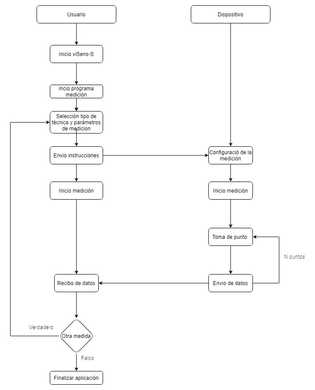 Usuario
Dispositivo
Inicio viSens-S
Inicio programa
medición
Selección tipo de
técnica y parámetros
de medición
Envío instrucciones
Configuració de la
medición
Inicio medición
Inicio medición
Toma de punto
N puntos
Recibo de datos
Envio de datos
Verdadero
Otra medida
Falso
Finalizar aplicación